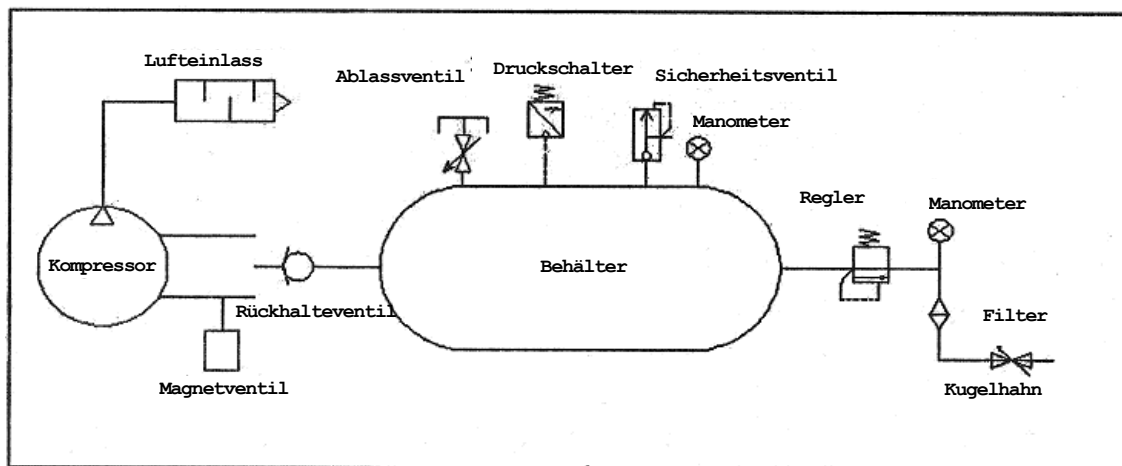 Lufteinlass
Ablassventil
Druckschalter
Sicherheitsventil
Manometer
Regler
Manometer
Kompressor
Behälter
Rückhalteventil
Filter
Magnetventil
Kugelhahn